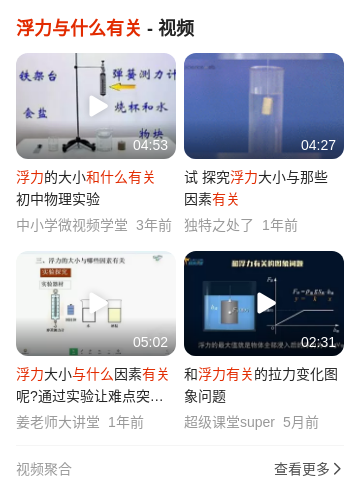 浮力与什么有关 - 视频
铁架台
弹簧测力计
食盐
烧杯和水
物块
04:53
04:27
浮力的大小和什么有关
初中物理实验
中小学微视频学堂 3年前
试 探究浮力大小与那些
因素有关
独特之处了 1年前
三、浮力的大小与哪些因素有关
实验探究
实验器材
05:02
浮力有关的图象问题
浮力的最大值就是物体全部浸入后的
02:31
浮力大小与什么因素有关
呢?通过实验让难点突…
姜老师大讲堂 1年前
和浮力有关的拉力变化图
象问题
超级课堂super 5月前
视频聚合
查看更多